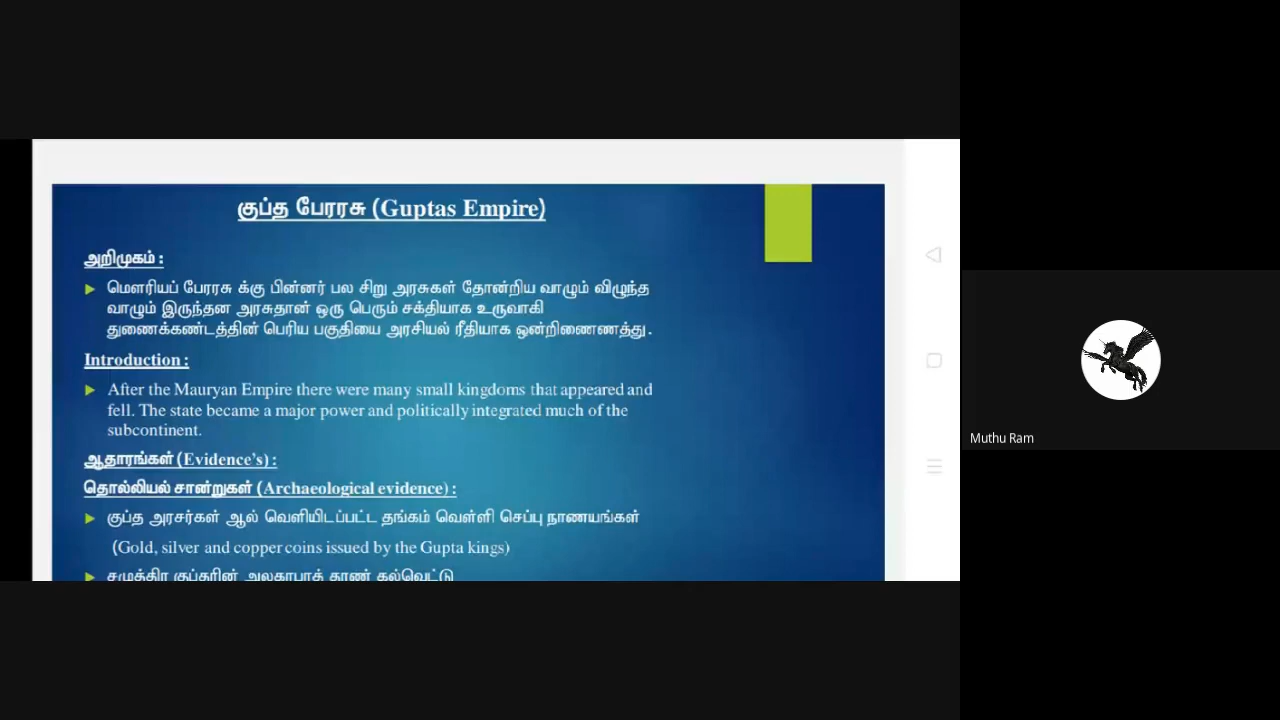 குப்த பேரரசு (Guptas Empire)
அறிமுகம் :
மௌரியப் பேரரசு க்கு பின்னர் பல சிறு அரசுகள் தோன்றிய வாழும் விழுந்த
வாழும் இருந்தன அரசுதான் ஒரு பெரும் சக்தியாக உருவாகி
துணைக்கண்டத்தின் பெரிய பகுதியை அரசியல் ரீதியாக ஒன்றிணைணத்து.
Introduction :
After the Mauryan Empire there were many small kingdoms that appeared and
fell. The state became a major power and politically integrated much of the
subcontinent.
ஆதாரங்கள் (Evidence's) :
தொல்லியல் சான்றுகள் (Archaeological evidence) :
குப்த அரசர்கள் ஆல் வெளியிடப்பட்ட தங்கம் வெள்ளி செப்பு நாணயங்கள்
(Gold, silver and copper coins issued by the Gupta kings)
சமுத்திர குப்தரின் அலகாபாத் தூண் கல்வெட்டு
Muthu Ram